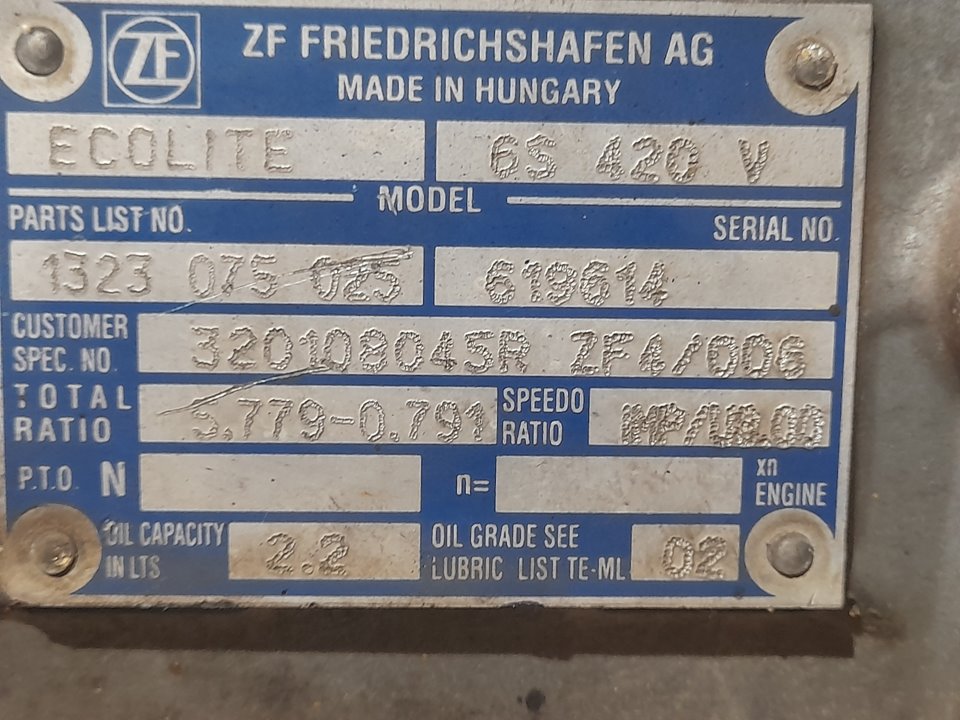 ZF
ZF FRIEDRICHSHAFEN AG
MADE IN HUNGARY
ECOLITE 6S 420 V
MODEL
PARTS LIST NO. SERIAL NO.
1323 075 025 619614
CUSTOMER SPEC. NO. 320108045R ZF4/006
TOTAL RATIO 5.779-0.791 SPEEDO RATIO
P.T.O. N n= xn ENGINE
OIL CAPACITY IN LTS 2.2 OIL GRADE SEE LUBRIC LIST TE-ML 02